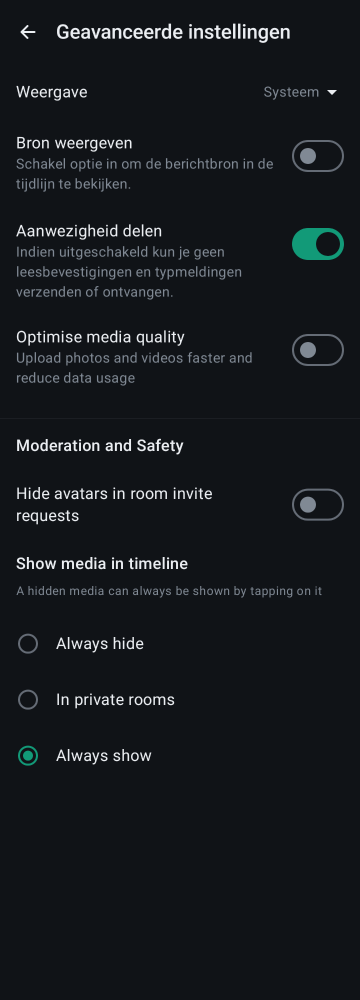 Geavanceerde instellingen
Weergave
Systeem
Bron weergeven
Schakel optie in om de berichtbron in de
tijdlijn te bekijken.
Aanwezigheid delen
Indien uitgeschakeld kun je geen
leesbevestigingen en typmeldingen
verzenden of ontvangen.
Optimise media quality
Upload photos and videos faster and
reduce data usage
Moderation and Safety
Hide avatars in room invite
requests
Show media in timeline
A hidden media can always be shown by tapping on it
Always hide
In private rooms
Always show